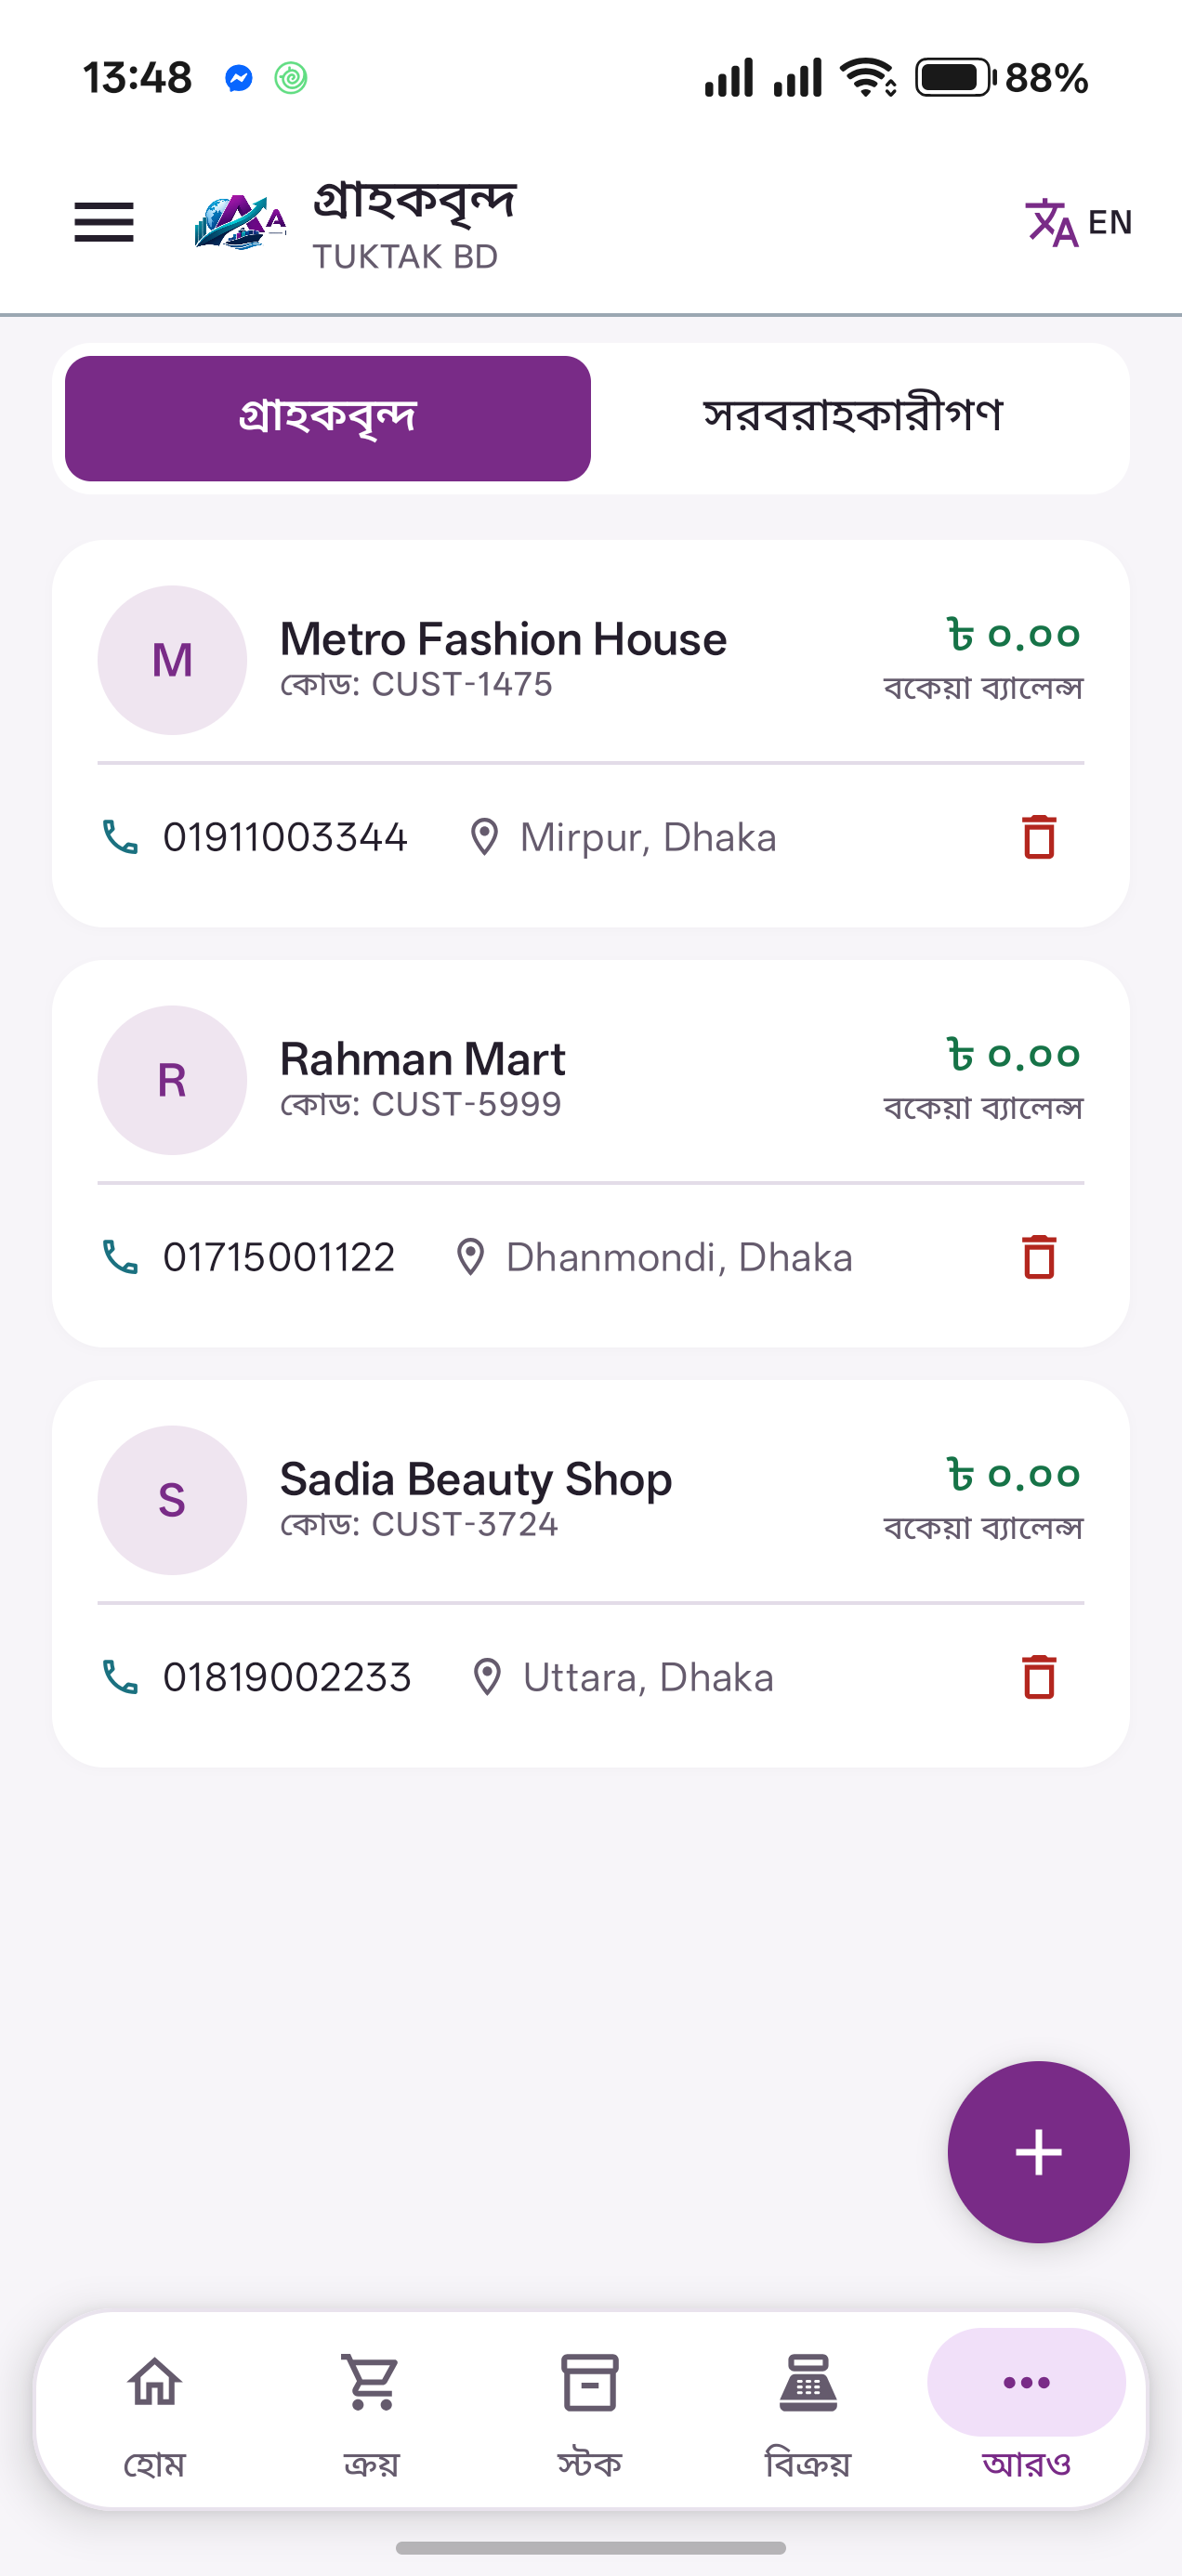 13:48
88%
গ্রাহকবৃন্দ
TUKTAK BD
EN
গ্রাহকবৃন্দ
সরবরাহকারীগণ
M
Metro Fashion House
কোড: CUST-1475
৳ ০.০০
বকেয়া ব্যালেন্স
01911003344
Mirpur, Dhaka
R
Rahman Mart
কোড: CUST-5999
৳ ০.০০
বকেয়া ব্যালেন্স
01715001122
Dhanmondi, Dhaka
S
Sadia Beauty Shop
কোড: CUST-3724
৳ ০.০০
বকেয়া ব্যালেন্স
01819002233
Uttara, Dhaka
হোম
ক্রয়
স্টক
বিক্রয়
আরও